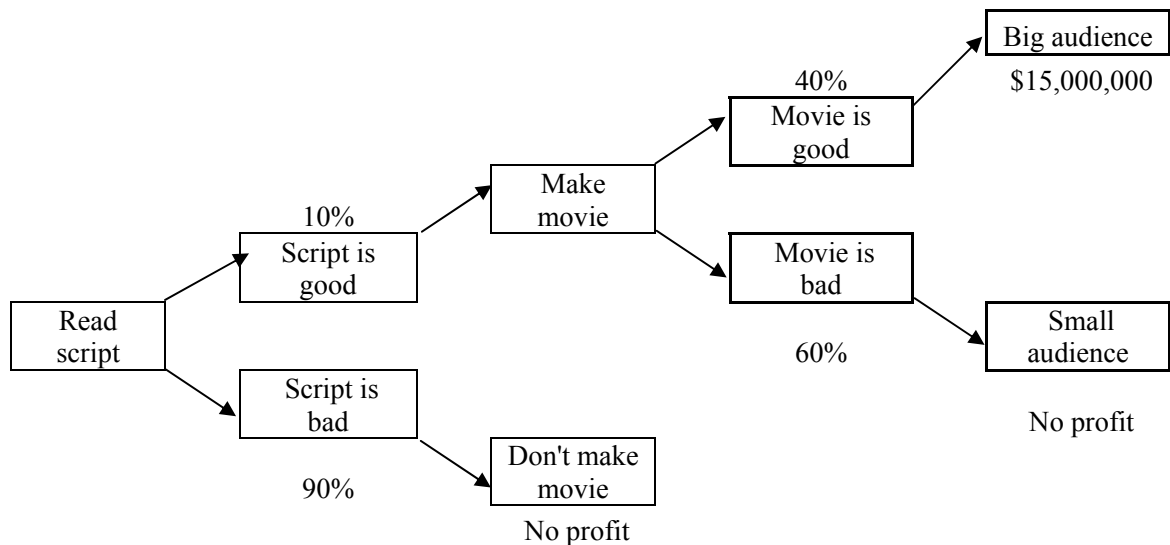 Big audience
$15,000,000
40%
Movie is
good
Make
movie
10%
Script is
good
Movie is
bad
Read
script
Small
audience
60%
Script is
bad
No profit
Don't make
movie
90%
No profit